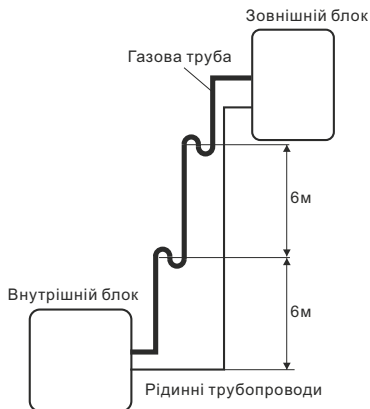 Зовнішній блок
Газова труба
6м
Внутрішній блок
6м
Рідинні трубопроводи